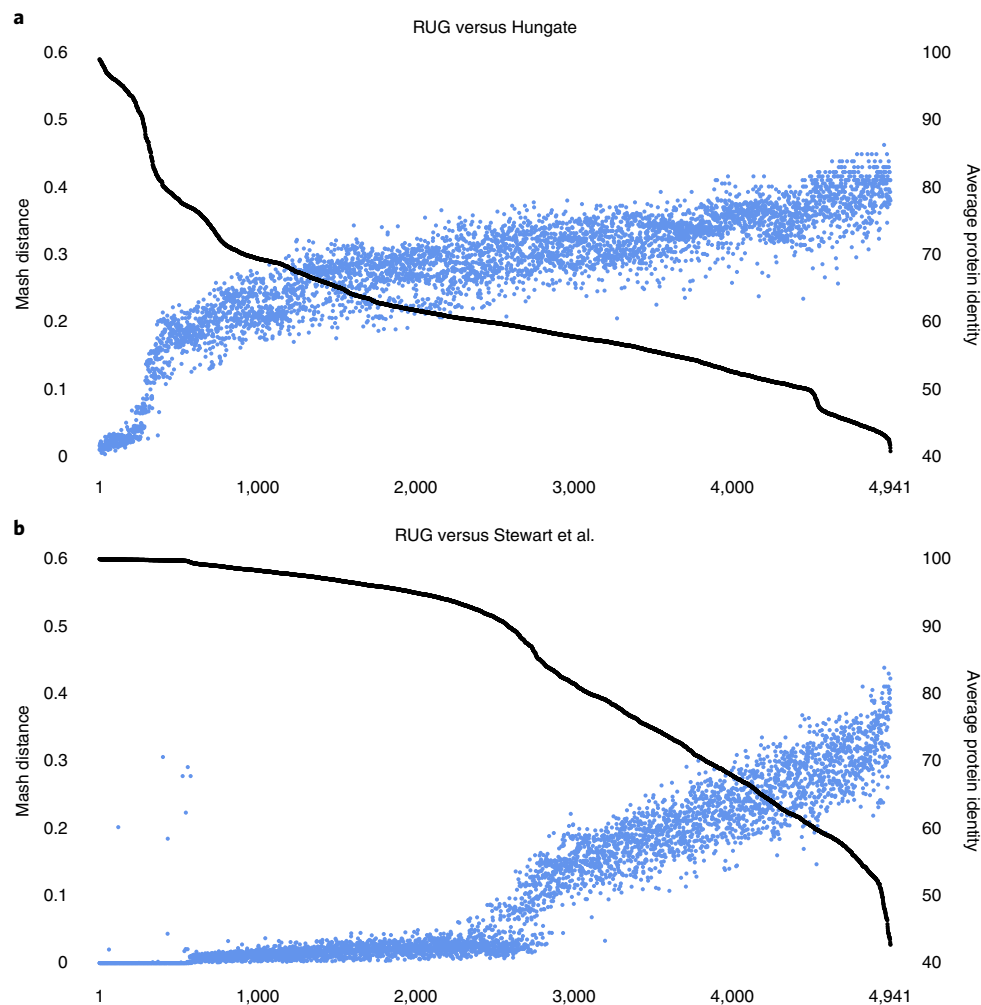 a
RUG versus Hungate
0.6 100
0.5 90
0.4 80
0.3 70
0.2 60
0.1 50
0 40
Mash distance
Average protein identity
1 1,000 2,000 3,000 4,000 4,941
b
RUG versus Stewart et al.
0.6 100
0.5 90
0.4 80
0.3 70
0.2 60
0.1 50
0 40
Mash distance
Average protein identity
1 1,000 2,000 3,000 4,000 4,941